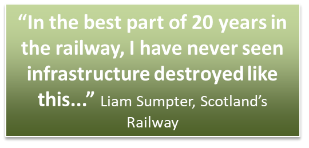 “In the best part of 20 years in
the railway, I have never seen
infrastructure destroyed like
this...” Liam Sumpter, Scotland’s
Railway